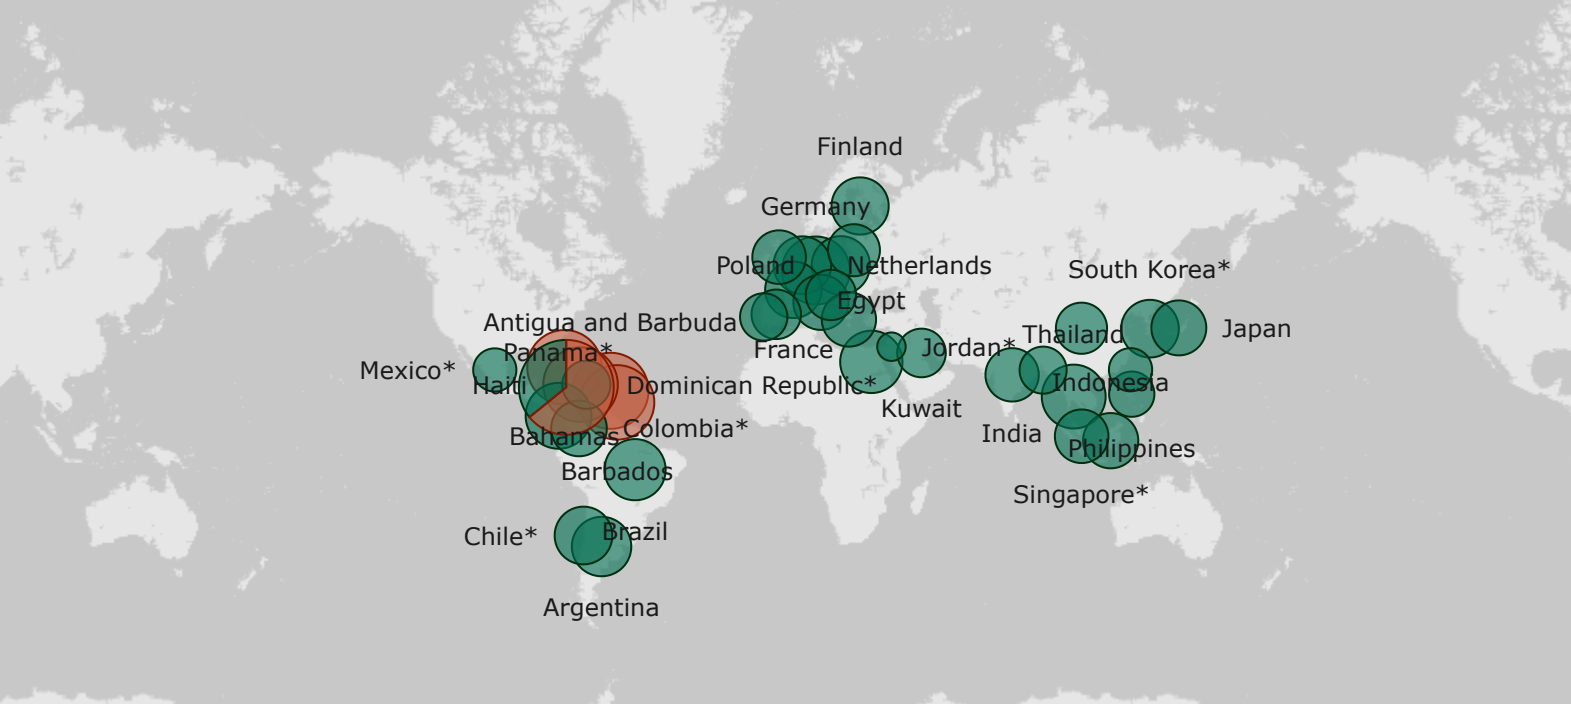 Finland
Germany
Poland
Netherlands
South Korea*
Egypt
Antigua and Barbuda
Japan
Thailand
Jordan*
France
Panama*
Mexico*
Indonesia
Haiti
Dominican Republic*
Kuwait
Colombia*
India
Bahamas
Philippines
Barbados
Singapore*
Brazil
Chile*
Argentina